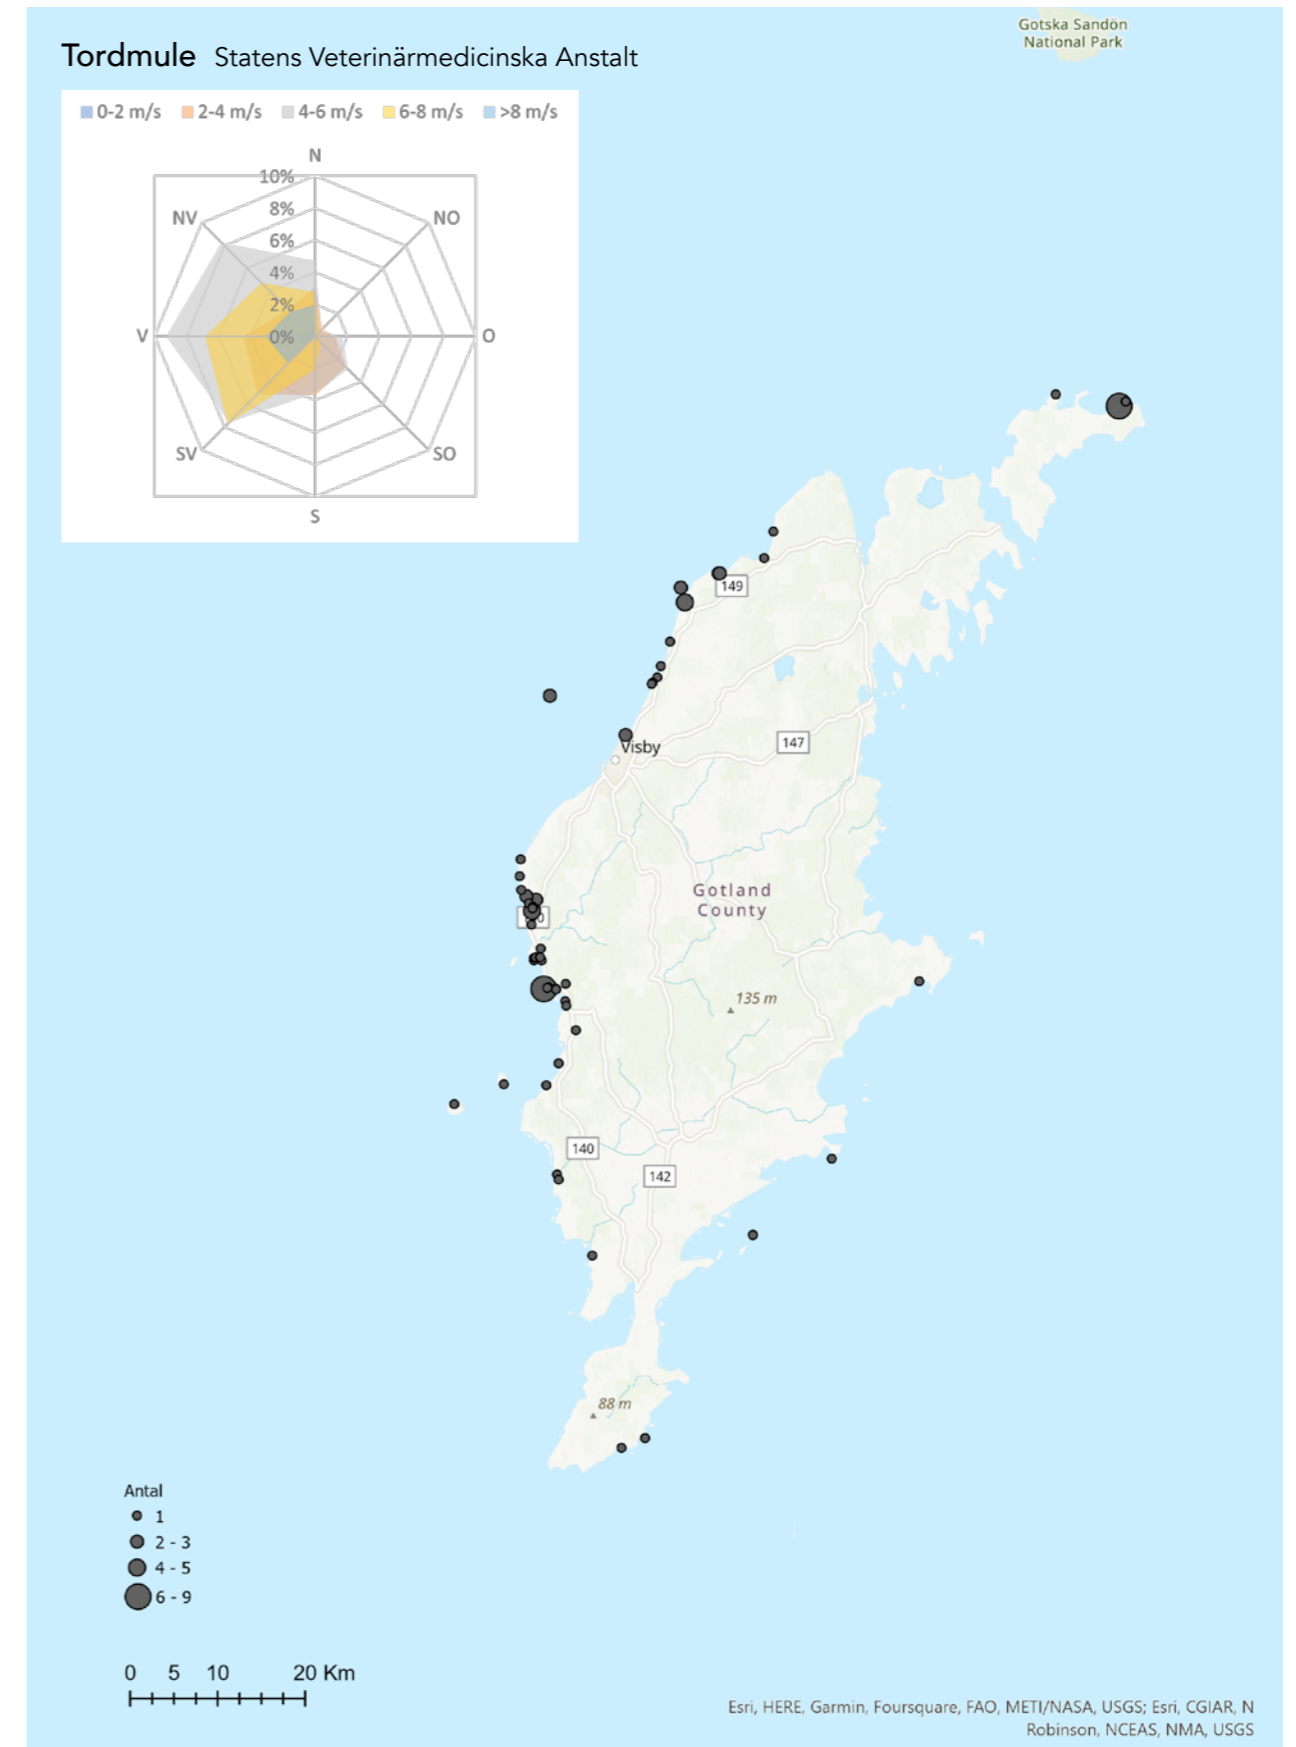 Gotska Sandön
National Park
Tordmule Statens Veterinärmedicinska Anstalt
0-2 m/s 2-4 m/s 4-6 m/s 6-8 m/s >8 m/s
N
10%
NV 8% NO
6%
4%
2%
V 0% O
SV SO
S
149
Visby
147
Gotland
County
135 m
140
142
88 m
Antal
1
2 - 3
4 - 5
6 - 9
0 5 10 20 Km
Esri, HERE, Garmin, Foursquare, FAO, METI/NASA, USGS; Esri, CGIAR, N
Robinson, NCEAS, NMA, USGS